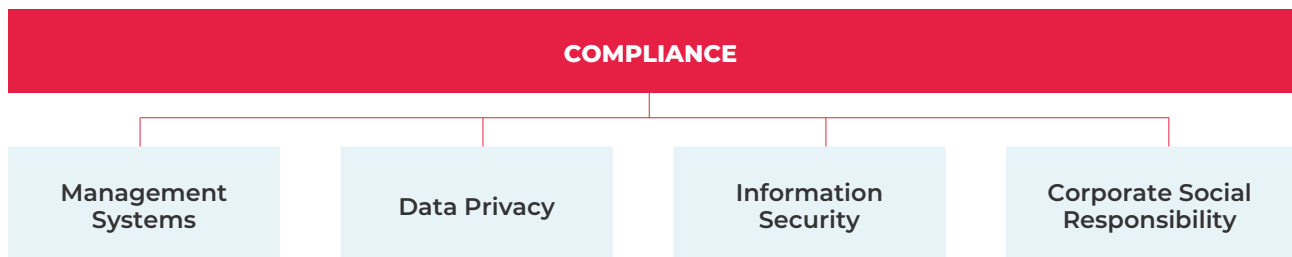 COMPLIANCE
Management
Systems
Data Privacy
Information
Security
Corporate Social
Responsibility